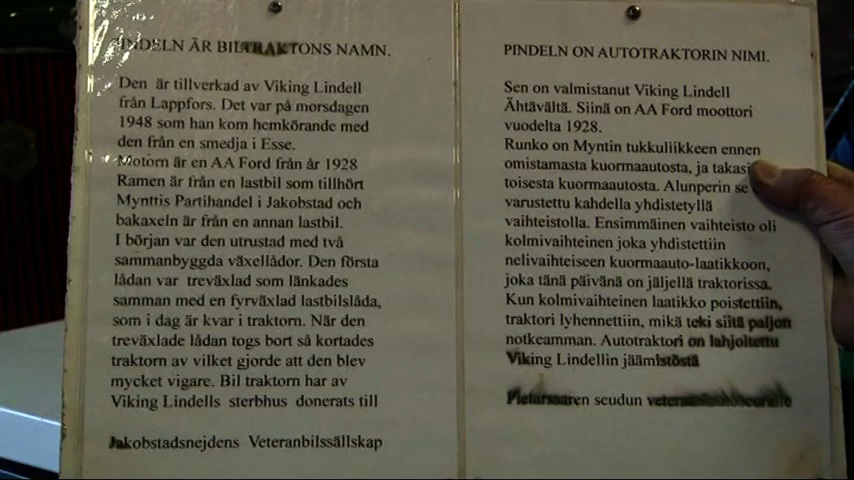 PINDELN ÄR BILTRAKTONS NAMN.
Den är tillverkad av Viking Lindell
från Lappfors. Det var på morsdagen
1948 som han kom hemkörande med
den från en smedja i Esse.
Motorn är en AA Ford från år 1928
Ramen är från en lastbil som tillhört
Mynttis Partihandel i Jakobstad och
bakaxeln är från en annan lastbil.
I början var den utrustad med två
sammanbyggda växellådor. Den första
lådan var treväxlad som länkades
samman med en fyrväxlad lastbilslåda,
som i dag är kvar i traktorn. När den
treväxlade lådan togs bort så kortades
traktorn av vilket gjorde att den blev
mycket vigare. Bil traktorn har av
Viking Lindells sterbhus donerats till
Jakobstadsnejdens Veteranbilssällskap
PINDELN ON AUTOTRAKTORIN NIMI.
Sen on valmistanut Viking Lindell
Ähtävältä. Siinä on AA Ford moottori
vuodelta 1928.
Runko on Myntin tukkuliikkeen ennen
omistamasta kuormaautosta, ja
toisesta kuormaautosta. Alunperin se
varustettu kahdella yhdistetyllä
vaihteistolla. Ensimmäinen vaihteisto oli
kolmivaihteinen joka yhdistettiin
nelivaihteiseen kuormaauto-laatikkoon,
joka tänä päivänä on jäljellä traktorissa.
Kun kolmivaihteinen laatikko poistettiin,
traktori lyhennettiin, mikä teki siitä paljon
notkeamman. Autotraktori on lahjoitettu
Viking Lindellin jäämistöstä
Pietarsaaren seudun